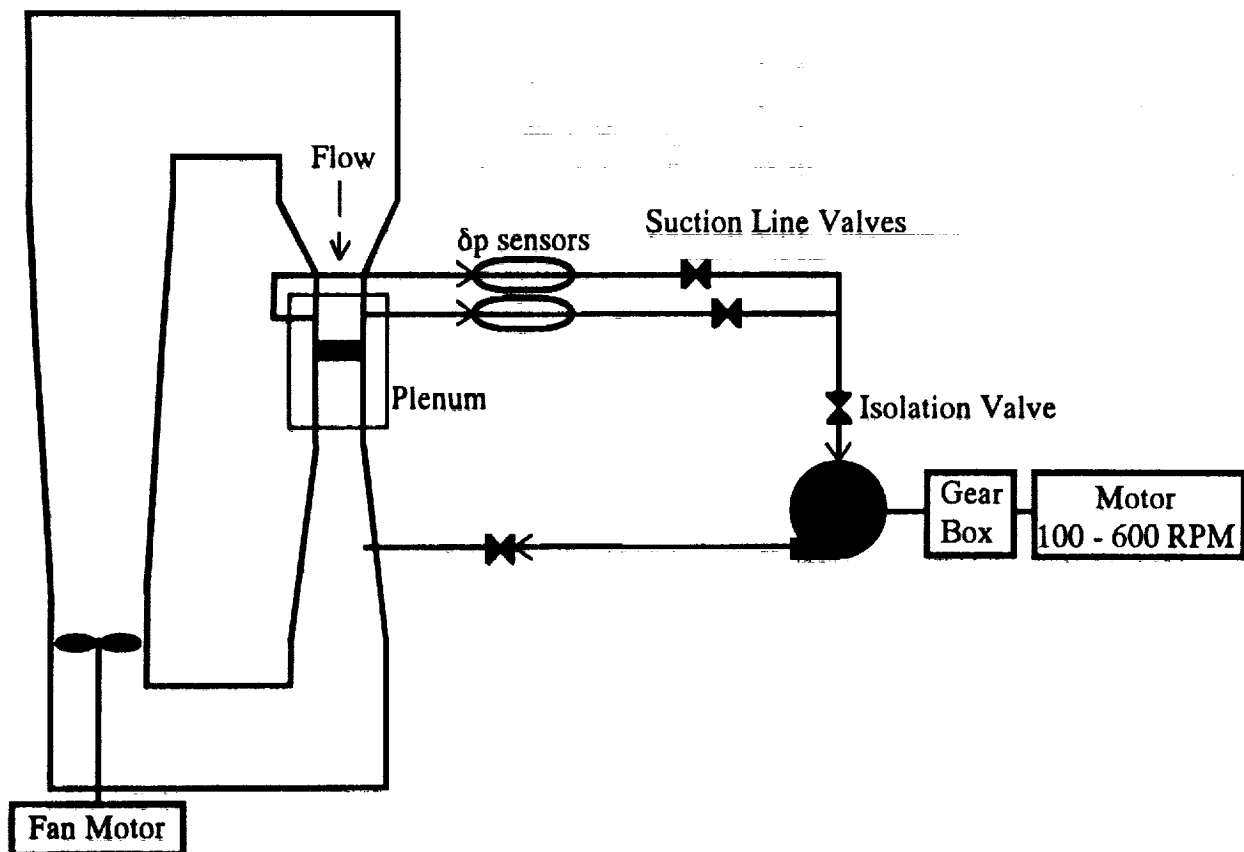 Flow
Suction Line Valves
δp sensors
Plenum
Isolation Valve
Gear
Box
Motor
100 - 600 RPM
Fan Motor